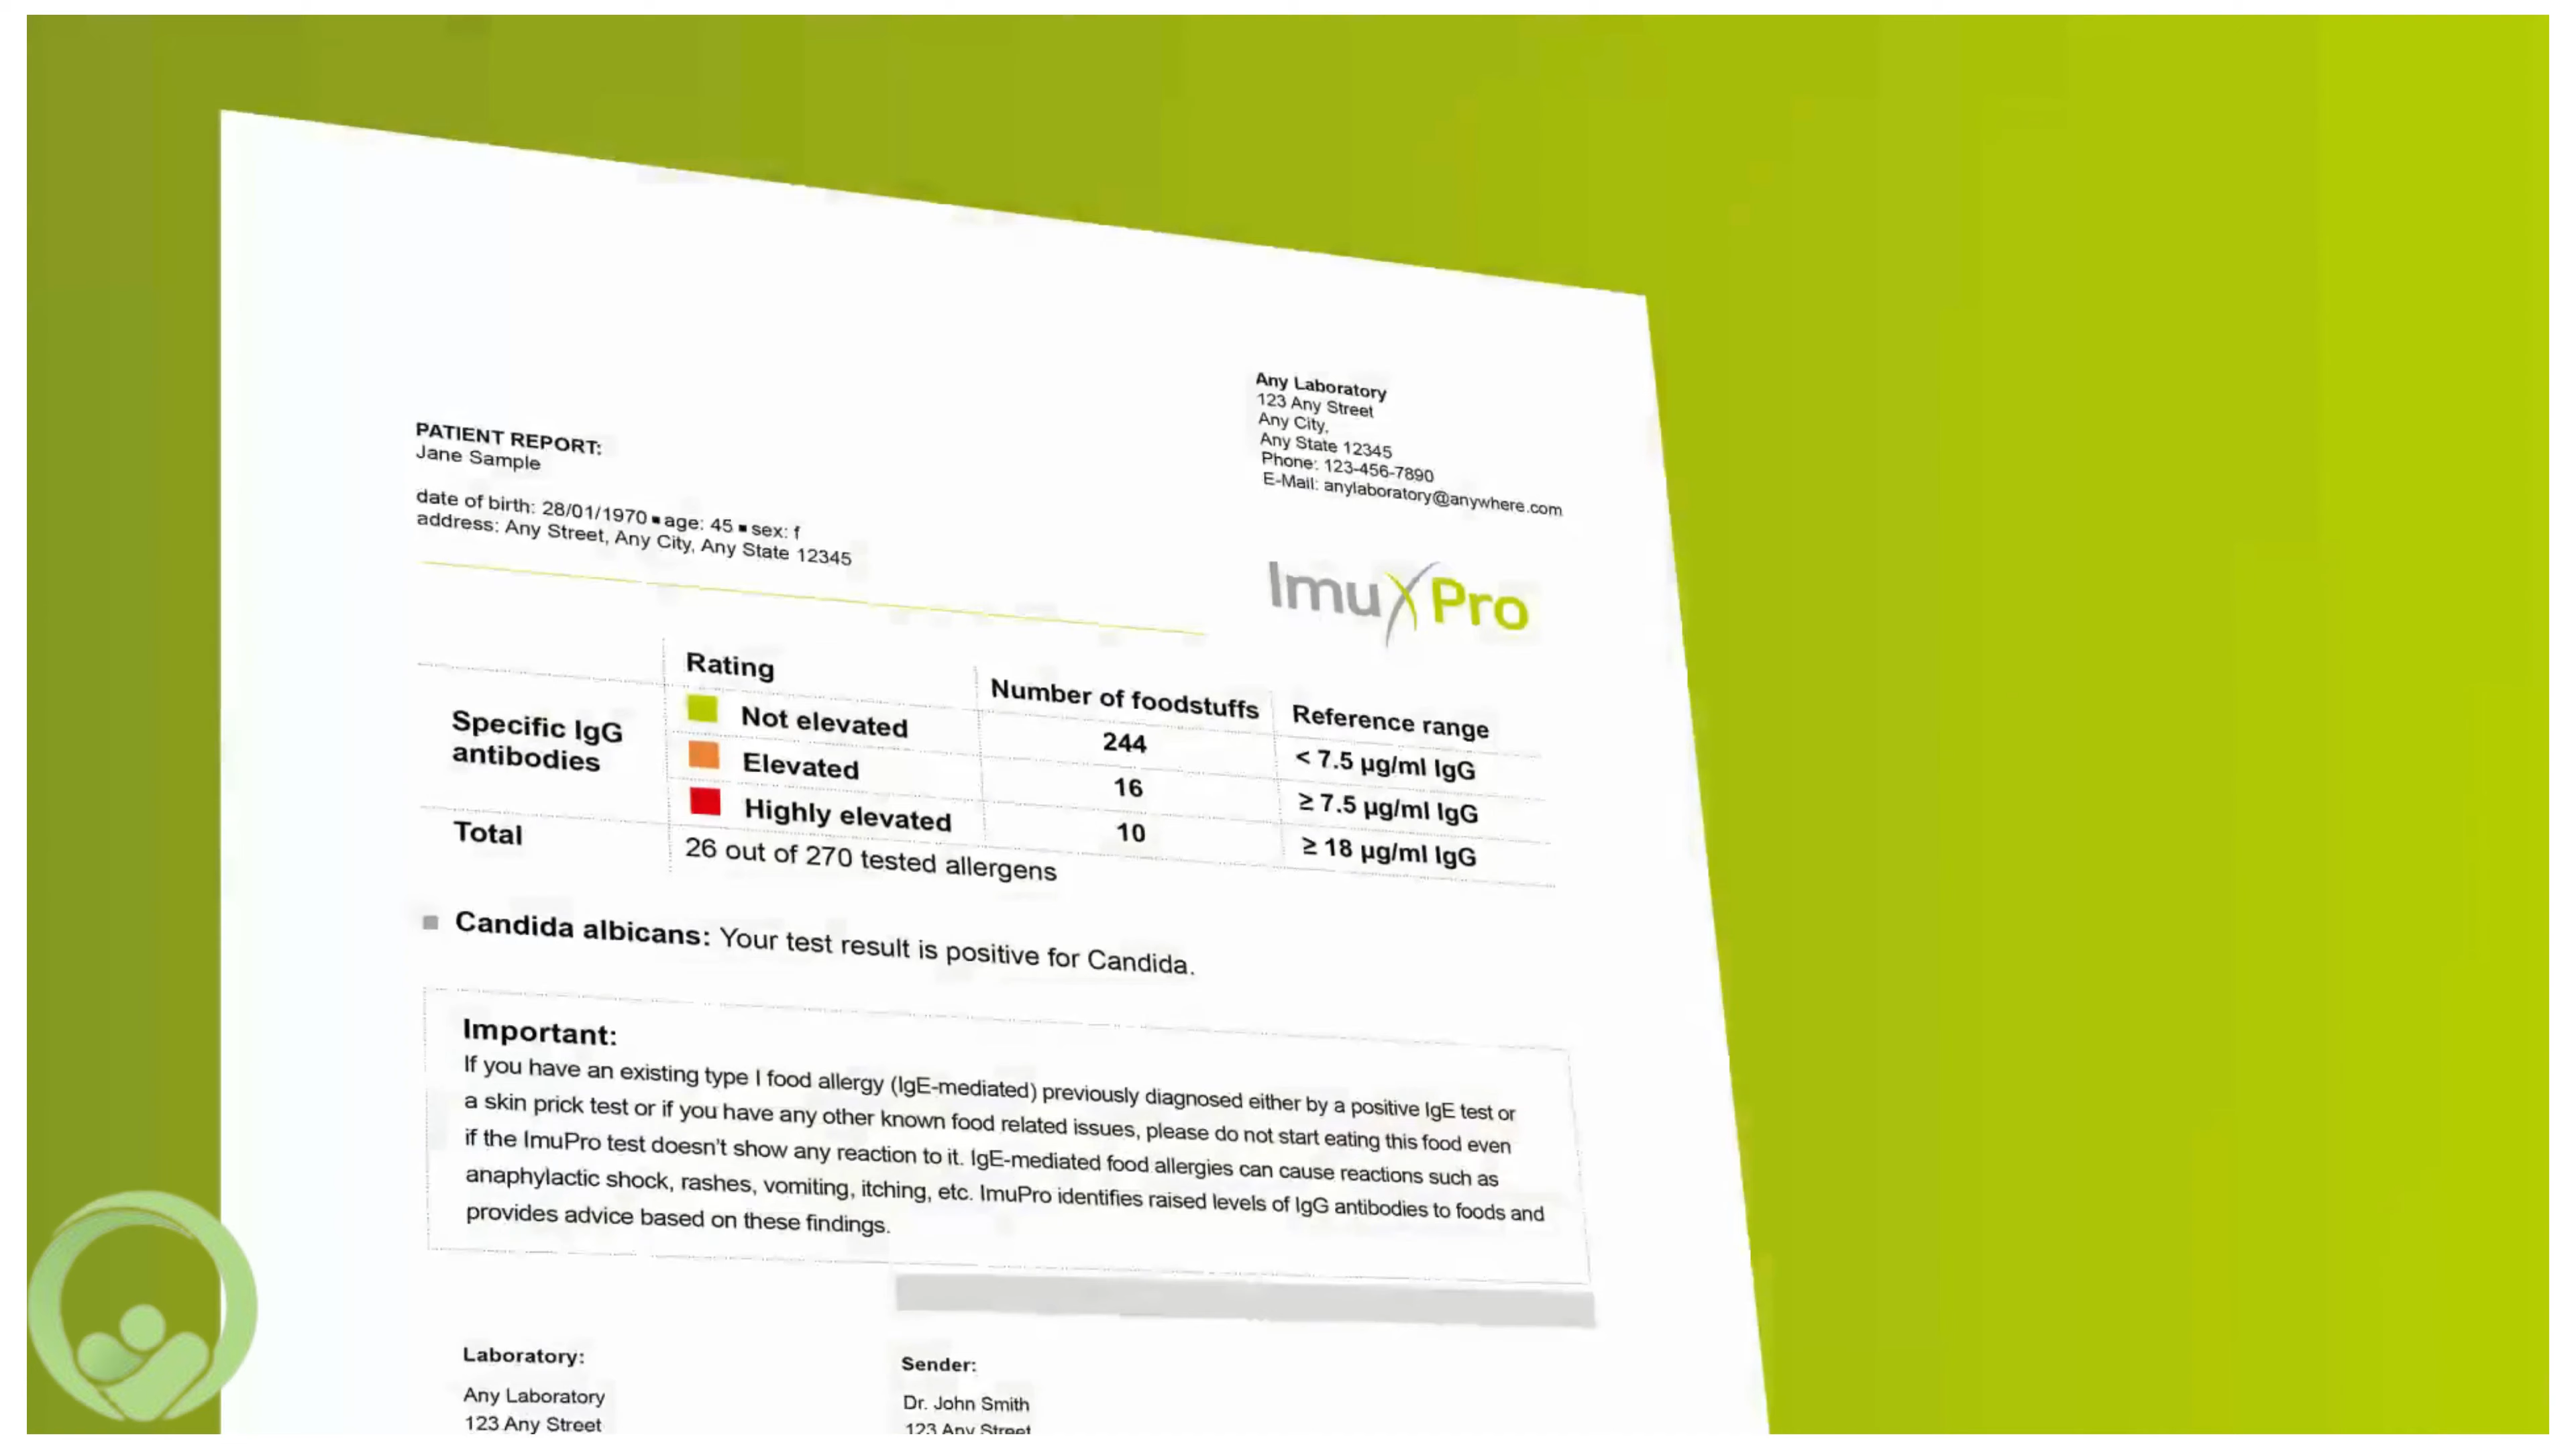 Any Laboratory
123 Any Street
Any City,
Any State 12345
Phone: 123-456-7890
E-Mail: anylaboratory@anywhere.com
PATIENT REPORT:
Jane Sample
date of birth: 28/01/1970 ▪ age: 45 ▪ sex: f
address: Any Street, Any City, Any State 12345
ImuPro
Rating Number of foodstuffs Reference range
Specific IgG antibodies
Not elevated 244 < 7.5 µg/ml IgG
Elevated 16 ≥ 7.5 µg/ml IgG
Highly elevated 10 ≥ 18 µg/ml IgG
Total 26 out of 270 tested allergens
Candida albicans: Your test result is positive for Candida.
Important:
If you have an existing type I food allergy (IgE-mediated) previously diagnosed either by a positive IgE test or
a skin prick test or if you have any other known food related issues, please do not start eating this food even
if the ImuPro test doesn't show any reaction to it. IgE-mediated food allergies can cause reactions such as
anaphylactic shock, rashes, vomiting, itching, etc. ImuPro identifies raised levels of IgG antibodies to foods and
provides advice based on these findings.
Laboratory:
Any Laboratory
123 Any Street
Sender:
Dr. John Smith
123 Any Street